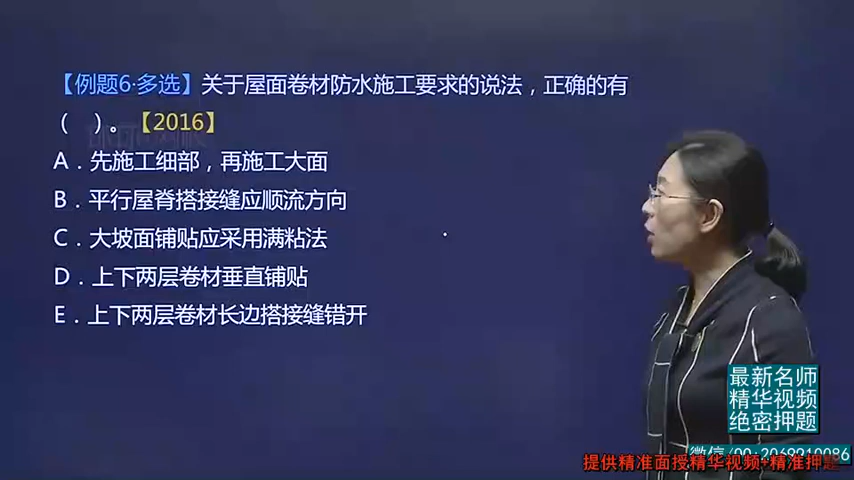 【例题6·多选】关于屋面卷材防水施工要求的说法，正确的有
（ ）。【2016】
A．先施工细部，再施工大面
B．平行屋脊搭接缝应顺流方向
C．大坡面铺贴应采用满粘法
D．上下两层卷材垂直铺贴
E．上下两层卷材长边搭接缝错开
最新名师
精华视频
绝密押题
提供精准面授精华视频+精准押题